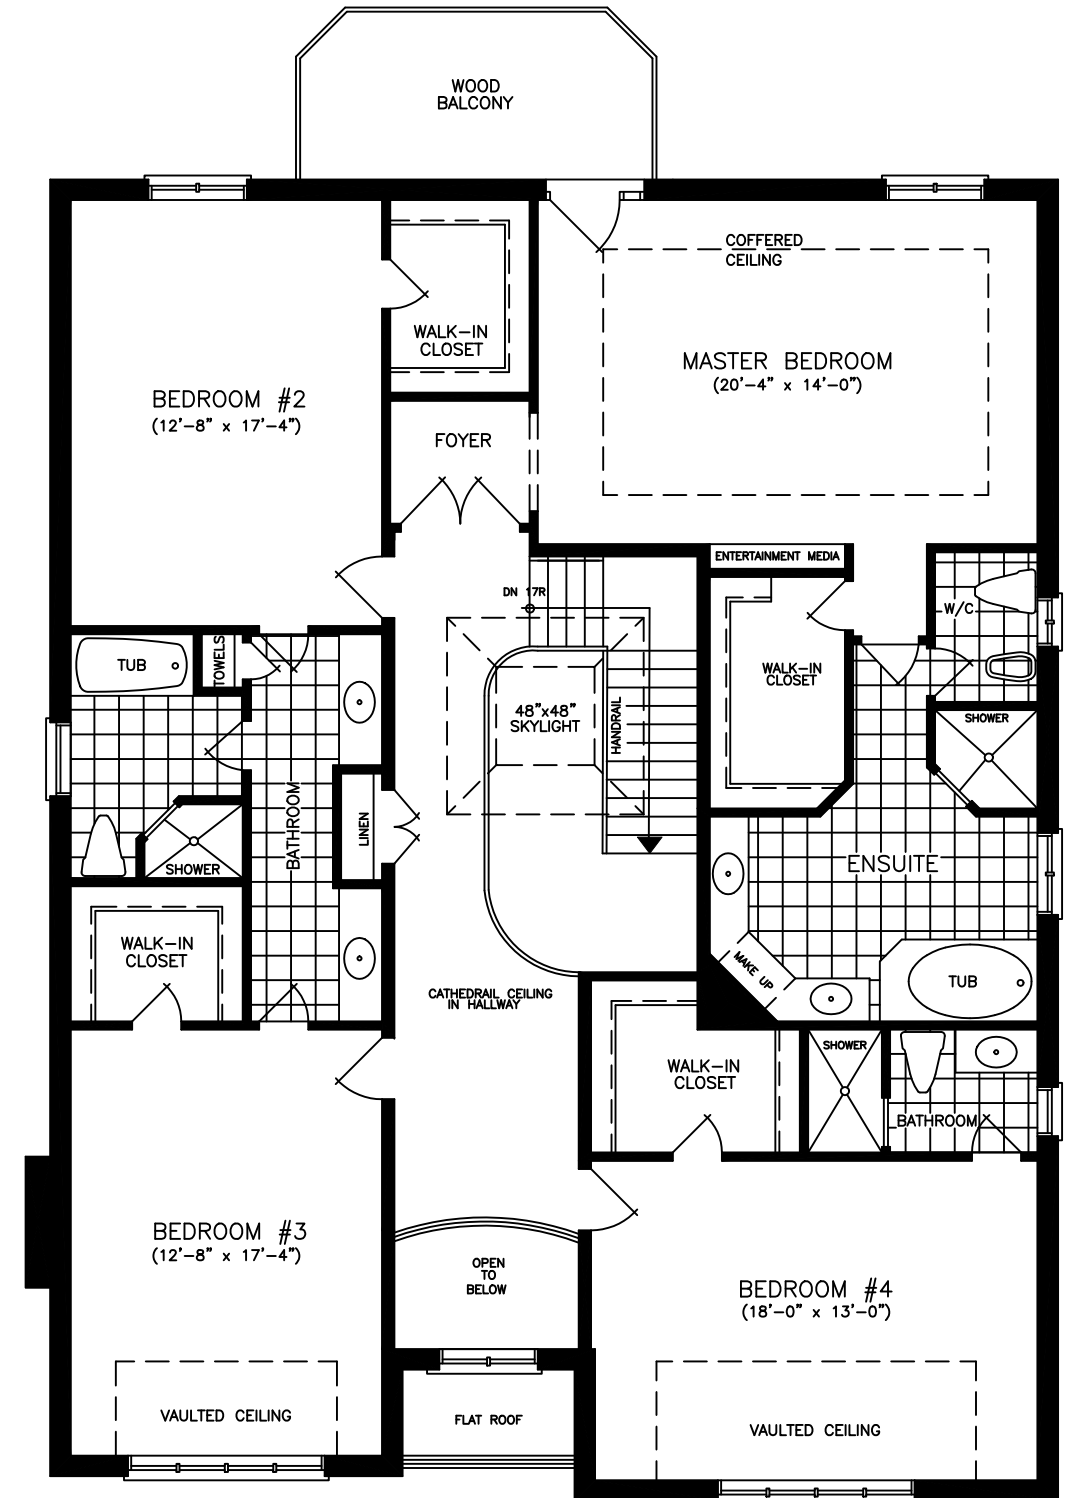 WOOD
BALCONY
COFFERED
CEILING
WALK-IN
CLOSET
MASTER BEDROOM
(20'-4" x 14'-0")
BEDROOM #2
(12'-8" x 17'-4")
FOYER
ENTERTAINMENT MEDIA
DN 17R
W/C
TUB
TOWELS
WALK-IN
CLOSET
48"x48"
SKYLIGHT
HANDRAIL
SHOWER
BATHROOM
LINEN
SHOWER
ENSUITE
WALK-IN
CLOSET
MAKE UP
TUB
CATHEDRAIL CEILING
IN HALLWAY
SHOWER
WALK-IN
CLOSET
BATHROOM
BEDROOM #3
(12'-8" x 17'-4")
OPEN
TO
BELOW
BEDROOM #4
(18'-0" x 13'-0")
VAULTED CEILING
FLAT ROOF
VAULTED CEILING